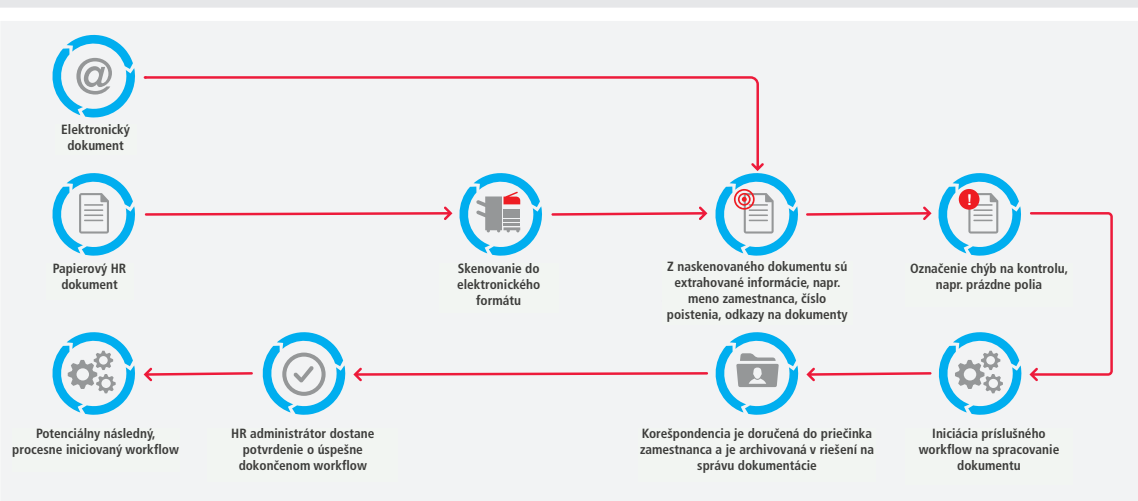 @
Elektronický
dokument
Papierový HR
dokument
Skenovanie do
elektronického
formátu
Z naskenovaného dokumentu sú
extrahované informácie, napr.
meno zamestnanca, číslo
poistenia, odkazy na dokumenty
!
Označenie chýb na kontrolu,
napr. prázdne polia
Potenciálny následný,
procesne iniciovaný workflow
HR administrátor dostane
potvrdenie o úspešne
dokončenom workflow
Korešpondencia je doručená do priečinka
zamestnanca a je archivovaná v riešení na
správu dokumentácie
Iniciácia príslušného
workflow na spracovanie
dokumentu